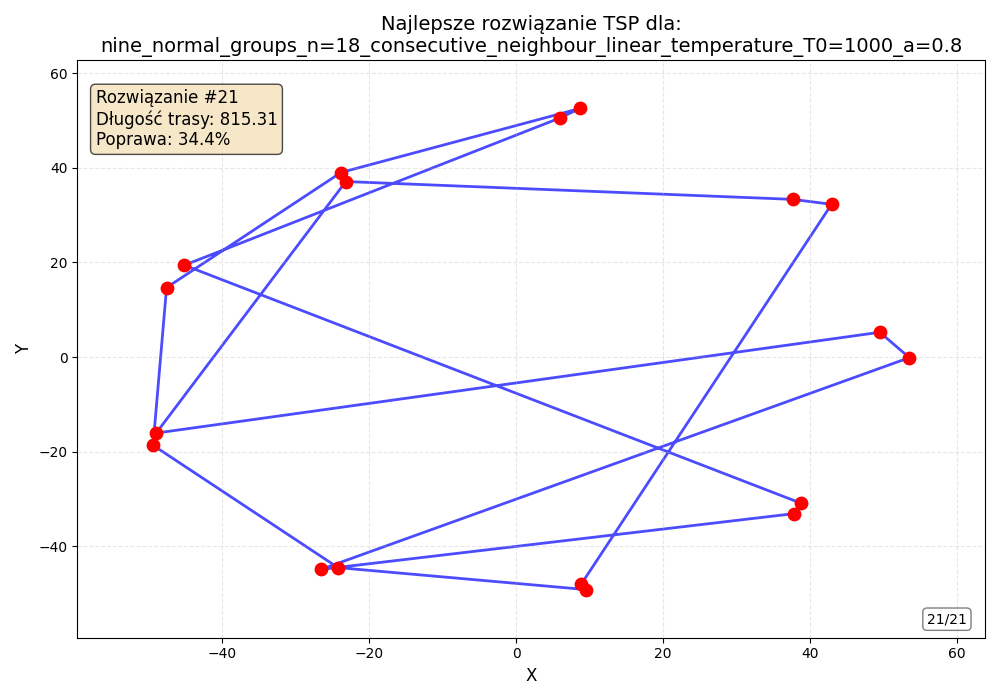 Najlepsze rozwiązanie TSP dla:
nine_normal_groups_n=18_consecutive_neighbour_linear_temperature_T0=1000_a=0.8
Rozwiązanie #21
Długość trasy: 815.31
Poprawa: 34.4%
60
40
20
0
−20
−40
Y
21/21
−40 −20 0 20 40 60
X